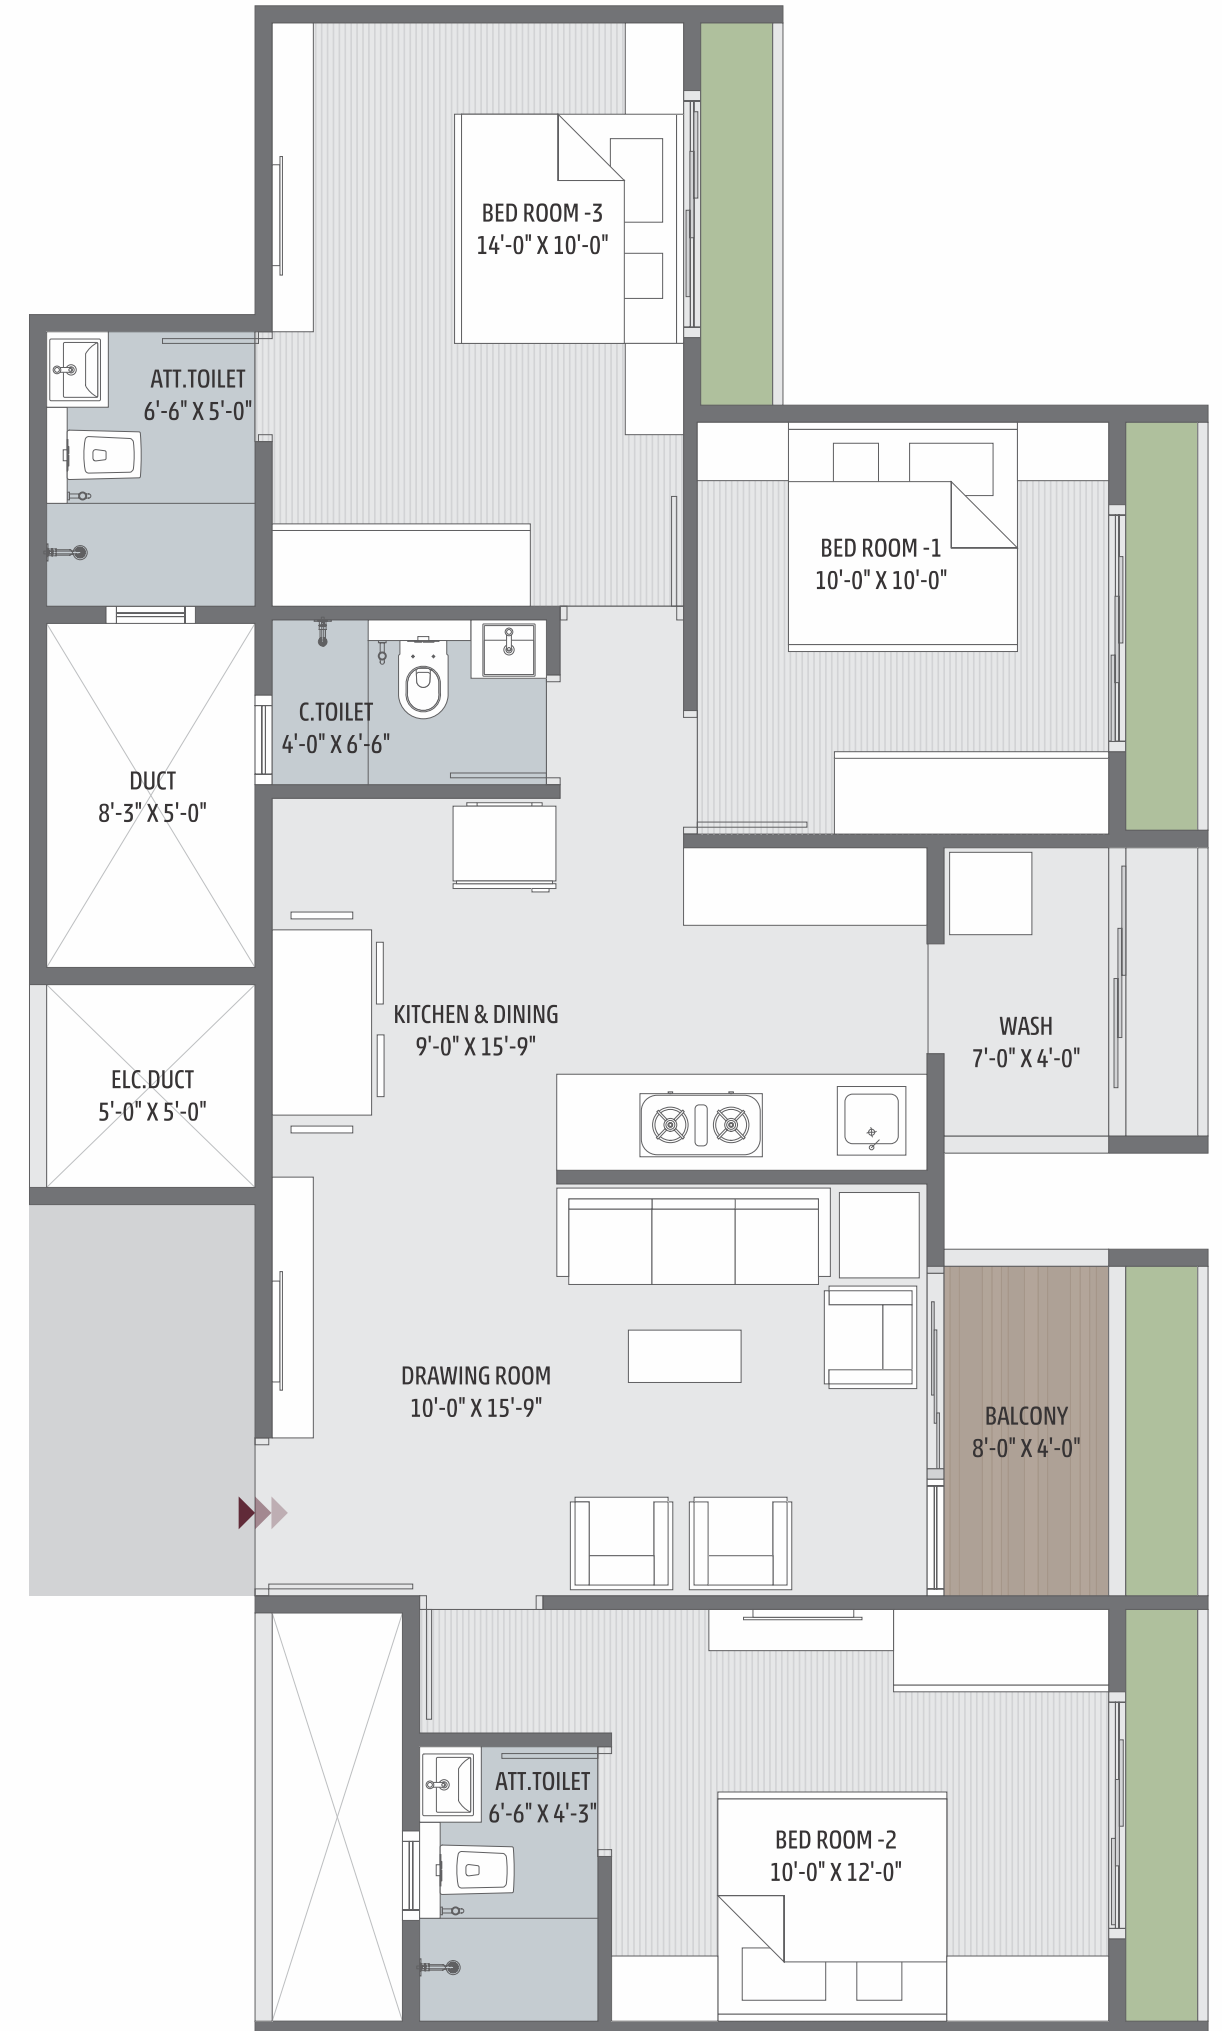 BED ROOM -3
14'-0" X 10'-0"
ATT.TOILET
6'-6" X 5'-0"
BED ROOM -1
10'-0" X 10'-0"
C.TOILET
4'-0" X 6'-6"
DUCT
8'-3" X 5'-0"
KITCHEN & DINING
9'-0" X 15'-9"
WASH
7'-0" X 4'-0"
ELC.DUCT
5'-0" X 5'-0"
DRAWING ROOM
10'-0" X 15'-9"
BALCONY
8'-0" X 4'-0"
ATT.TOILET
6'-6" X 4'-3"
BED ROOM -2
10'-0" X 12'-0"